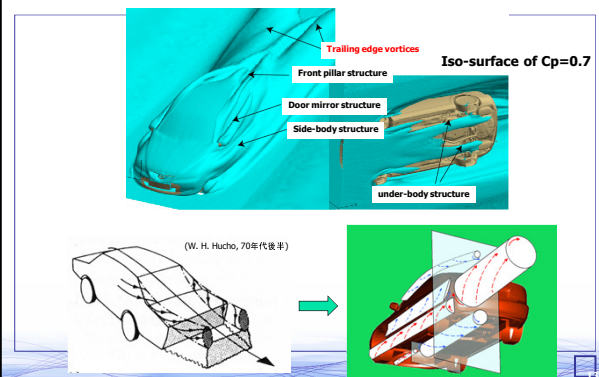 Trailing edge vortices
Iso-surface of Cp=0.7
Front pillar structure
Door mirror structure
Side-body structure
under-body structure
(W. H. Hucho, 70年代後半)